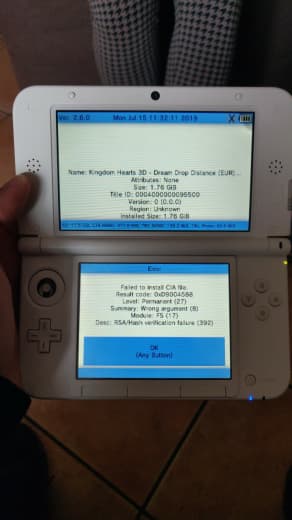 Ver. 2.6.0 Mon Jul 15 11:32:11 2019
Name: Kingdom Hearts 3D - Dream Drop Distance (EUR)...
Attributes: None
Size: 1.76 GiB
Title ID: 0004000000095500
Version: 0 (0.0.0)
Region: Unknown
Installed Size: 1.76 GiB
Error
Failed to install CIA file.
Result code: 0xD9004588
Level: Permanent (27)
Summary: Wrong argument (8)
Module: FS (17)
Desc: RSA/Hash verification failure (392)
OK
(Any Button)